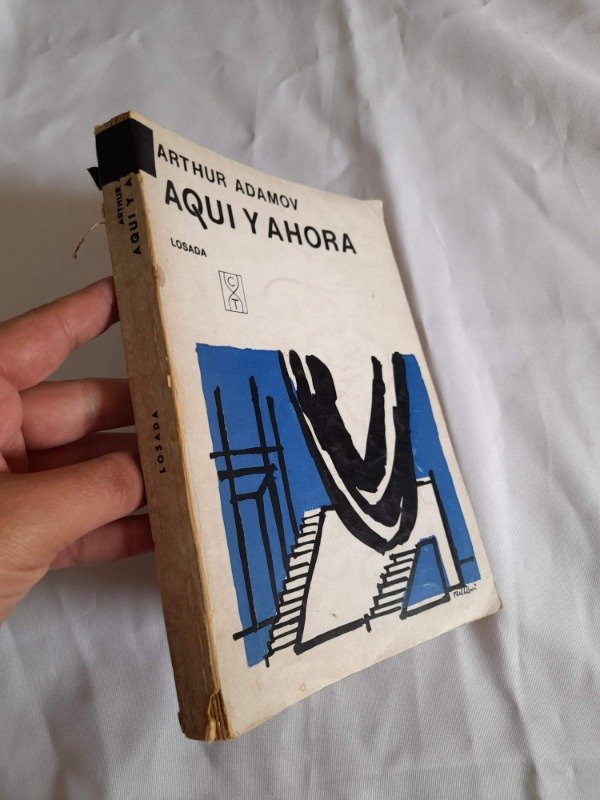 ARTHUR ADAMOV
AQUI Y AHORA
LOSADA
C
T
ARTHUR A
AQUI Y A
LOSADA